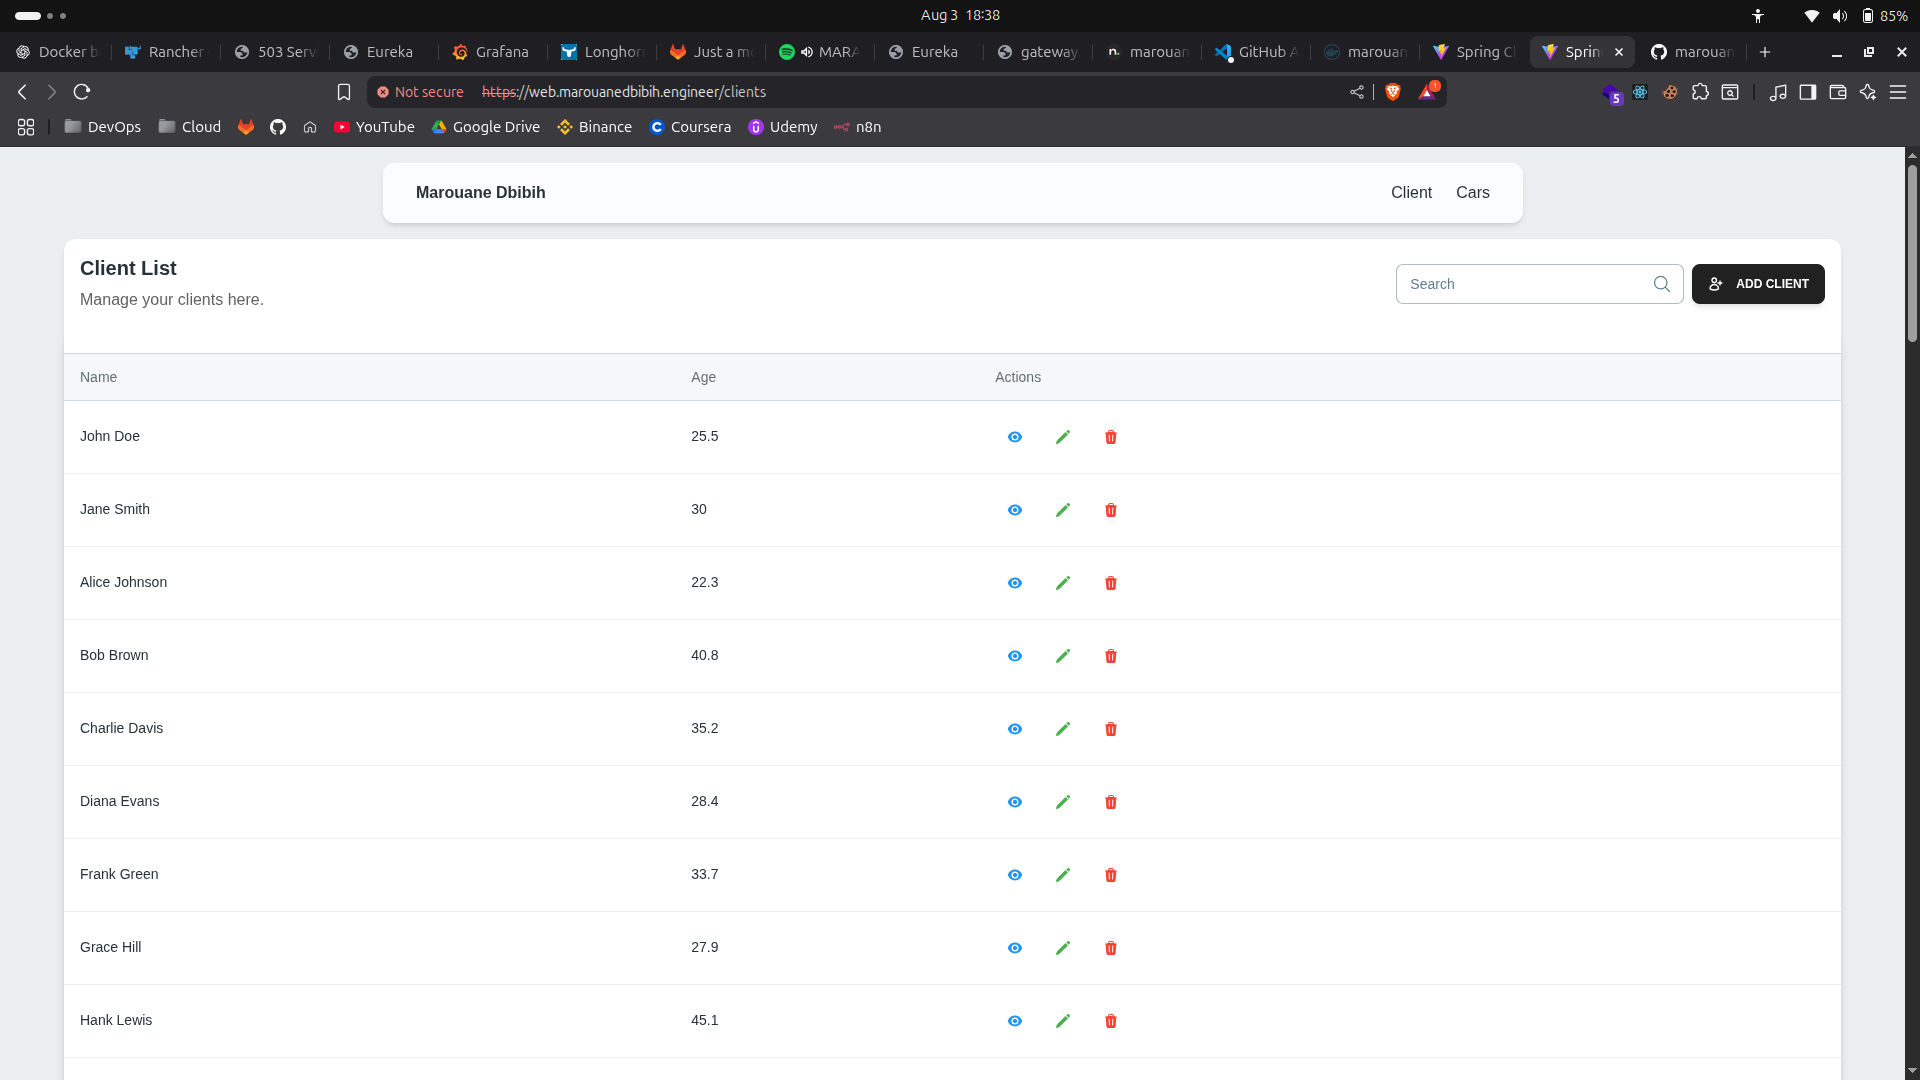 Aug 3 18:38
85%
Docker b
Rancher
503 Serv
Eureka
Grafana
Longhor
Just a mo
MARA
Eureka
gateway.
marouan
GitHub A
marouan
Spring Cl
Sprin
marouan
Not secure
https://web.marouanedbibih.engineer/clients
1
5
DevOps
Cloud
YouTube
Google Drive
Binance
Coursera
Udemy
n8n
Marouane Dbibih
Client
Cars
Client List
Manage your clients here.
Search
ADD CLIENT
Name Age Actions
John Doe 25.5
Jane Smith 30
Alice Johnson 22.3
Bob Brown 40.8
Charlie Davis 35.2
Diana Evans 28.4
Frank Green 33.7
Grace Hill 27.9
Hank Lewis 45.1